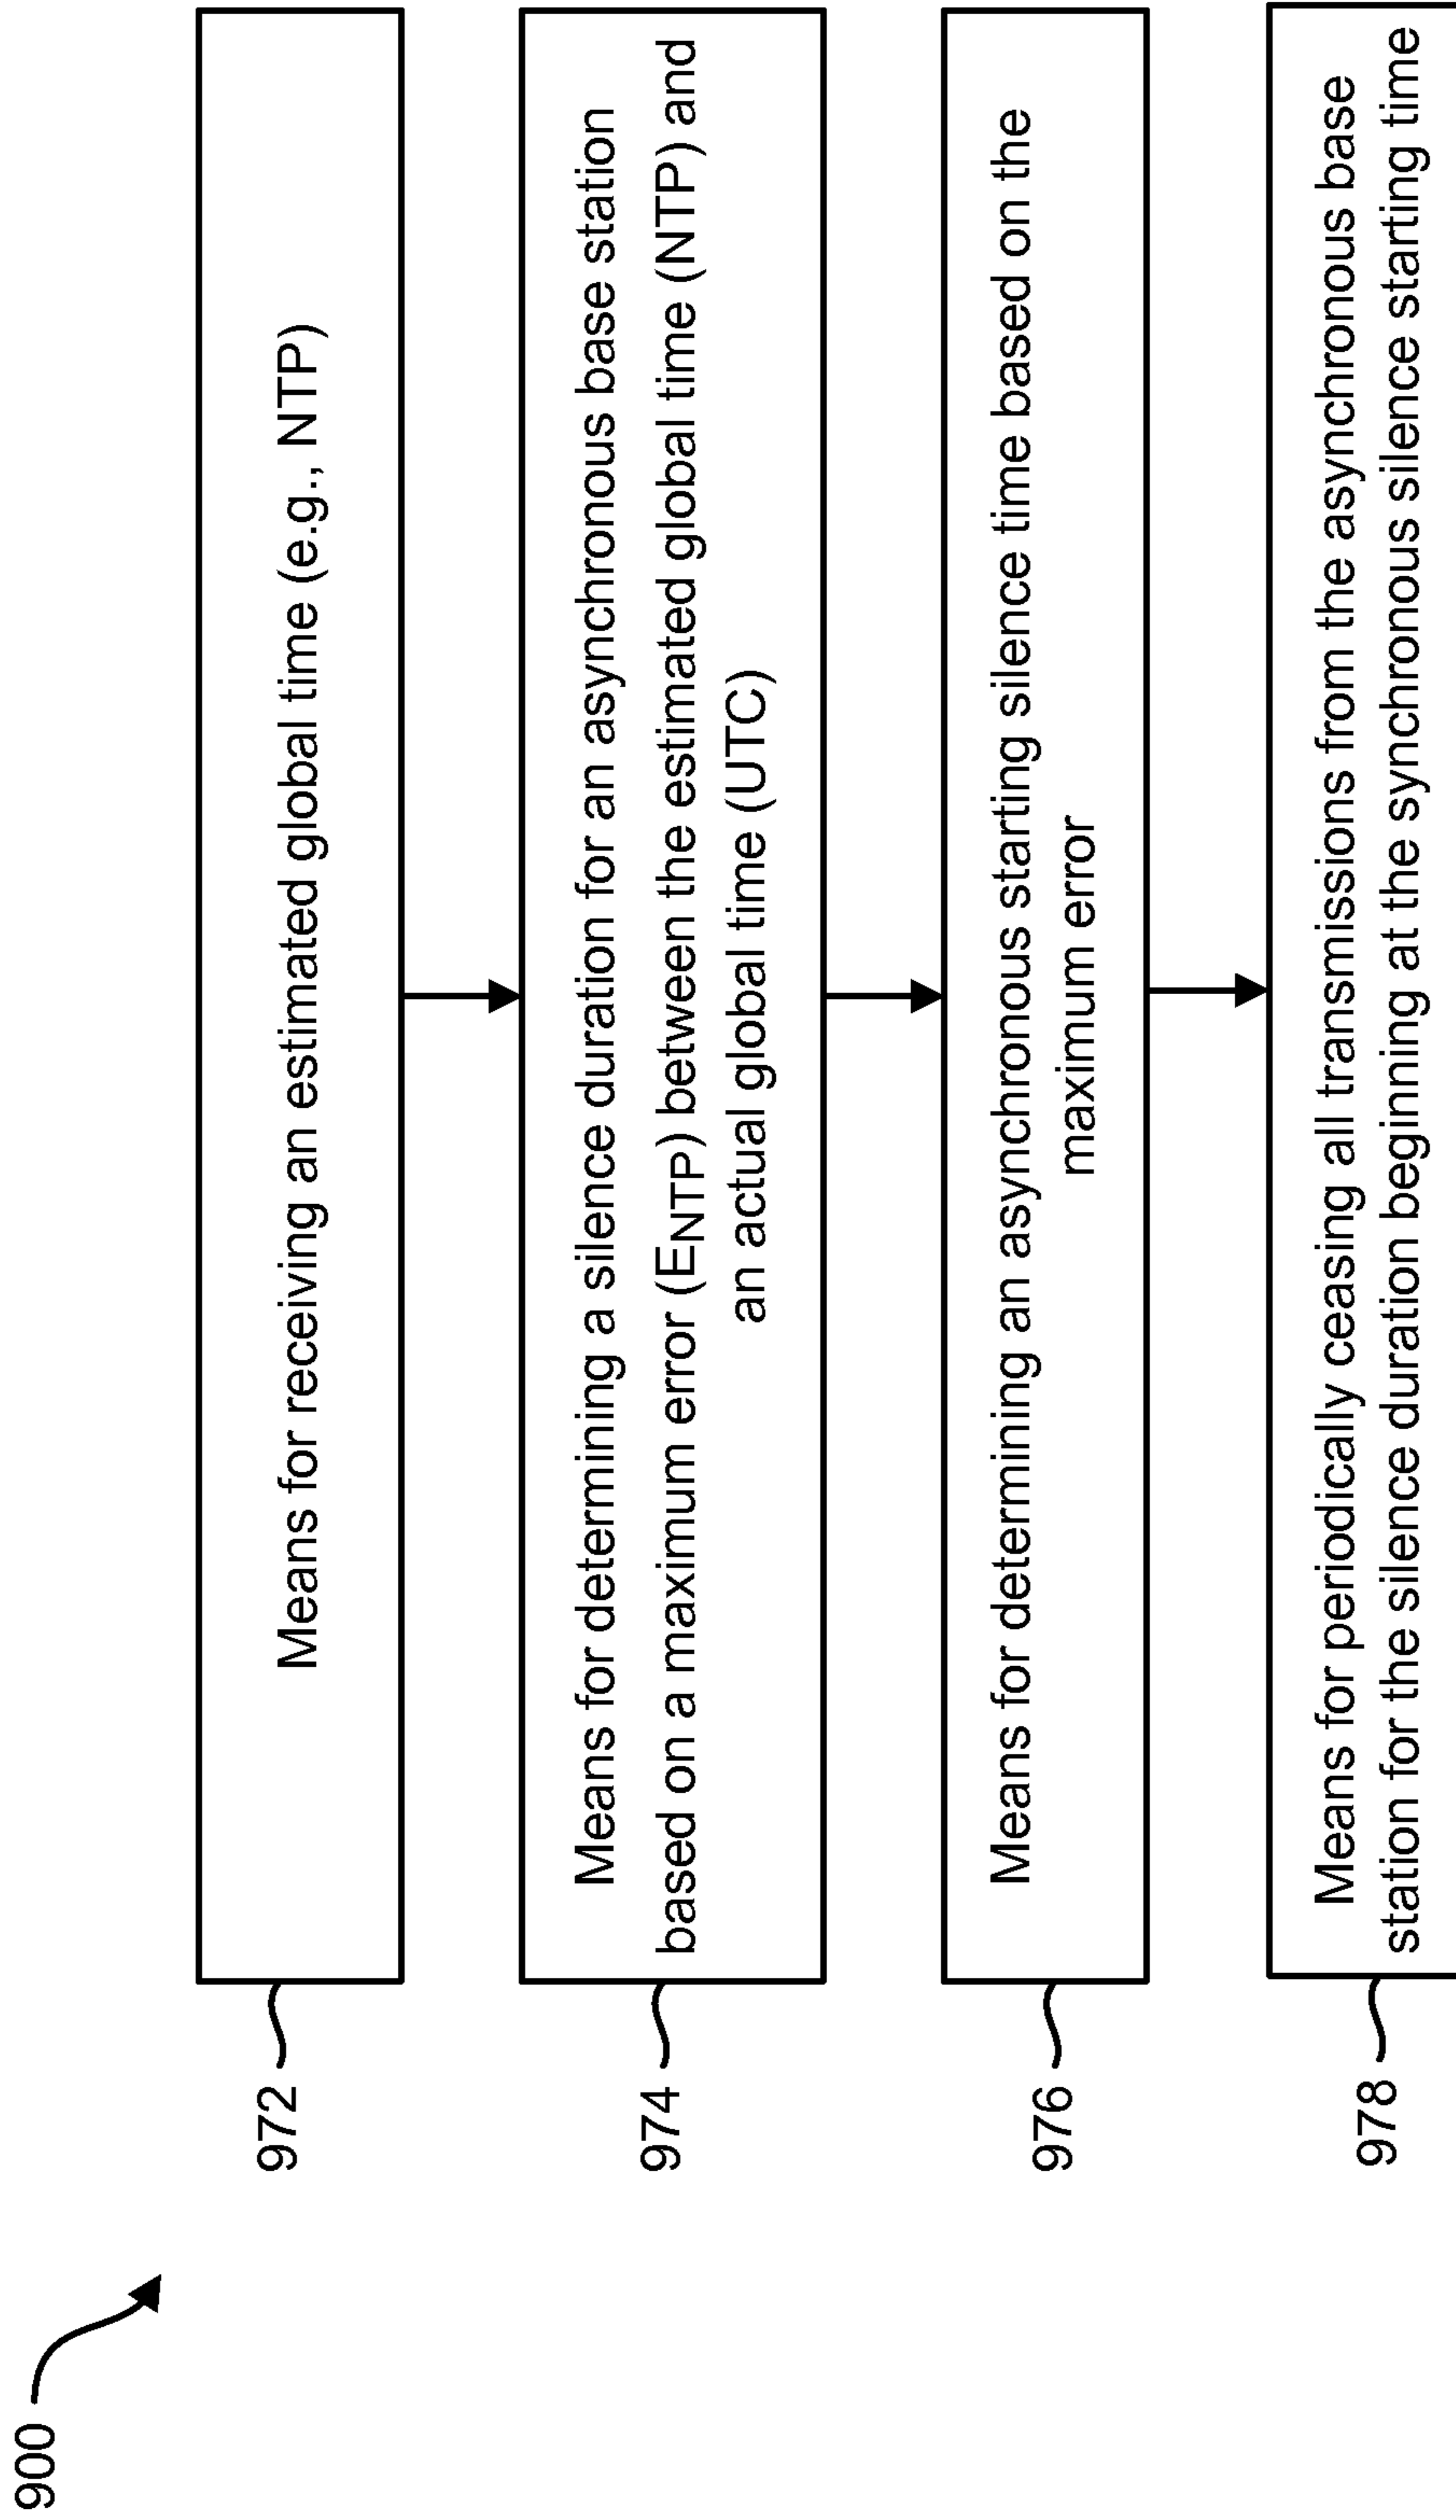 900
972
Means for receiving an estimated global time (e.g., NTP)
974
Means for determining a silence duration for an asynchronous base station
based on a maximum error (ENTP) between the estimated global time (NTP) and
an actual global time (UTC)
976
Means for determining an asynchronous starting silence time based on the
maximum error
978
Means for periodically ceasing all transmissions from the asynchronous base
station for the silence duration beginning at the synchronous silence starting time